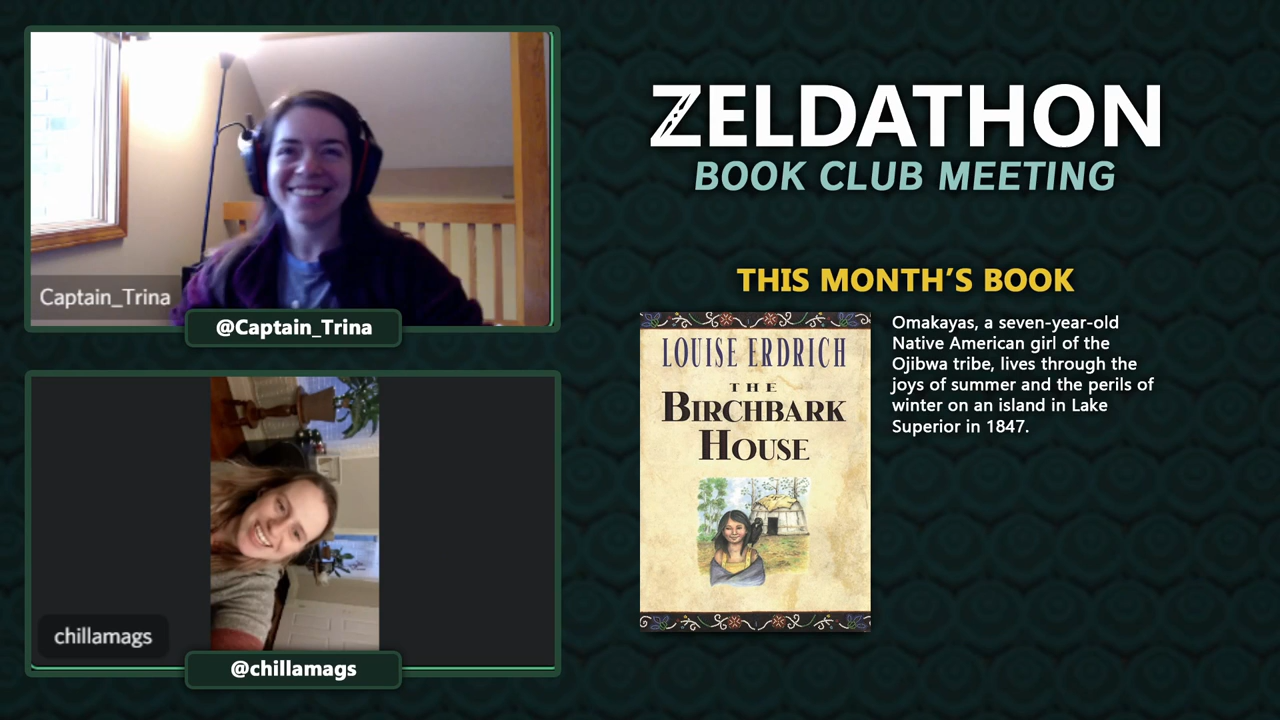 Captain_Trina
@Captain_Trina
chillamags
@chillamags
ZELDATHON
BOOK CLUB MEETING
THIS MONTH'S BOOK
LOUISE ERDRICH
THE
BIRCHBARK
HOUSE
Omakayas, a seven-year-old
Native American girl of the
Ojibwa tribe, lives through the
joys of summer and the perils of
winter on an island in Lake
Superior in 1847.